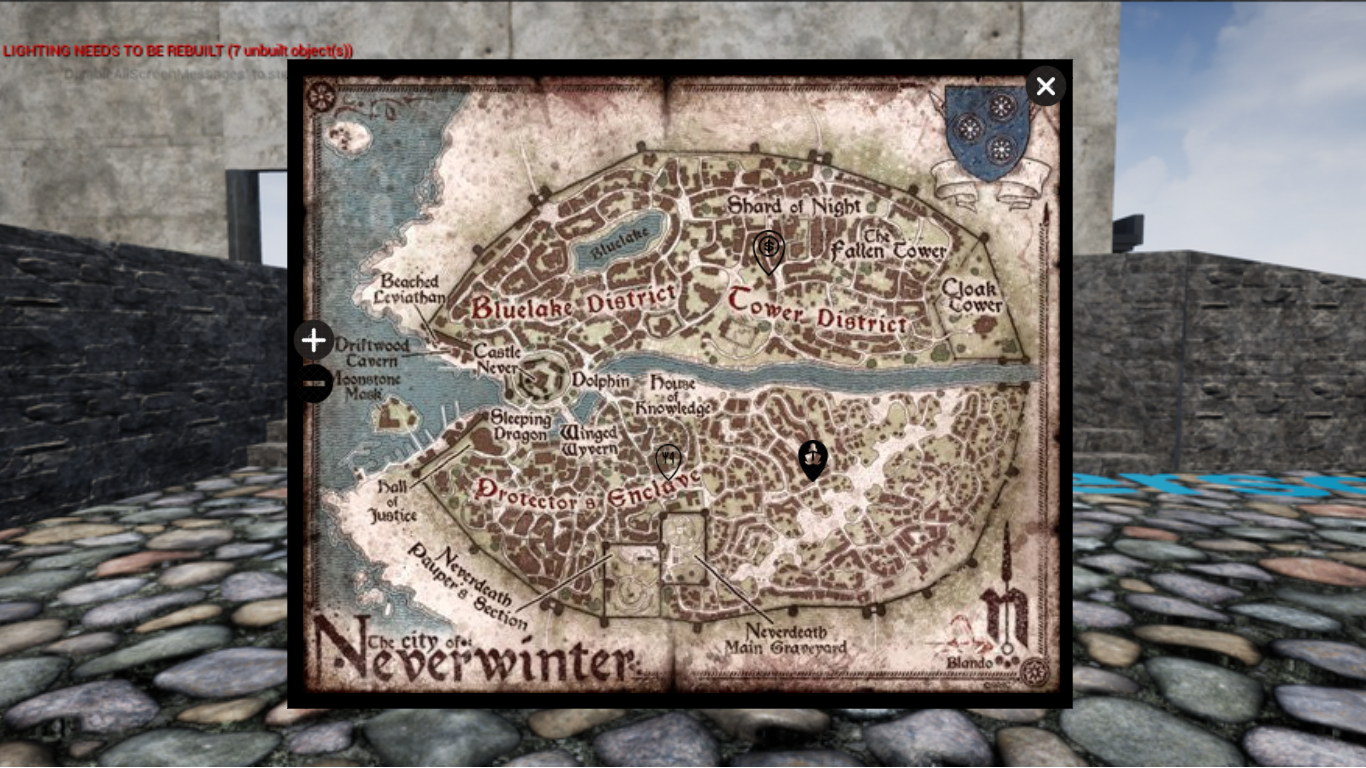 LIGHTING NEEDS TO BE REBUILT (7 unbuilt object(s))
Shard of Night
The
Fallen Tower
Bluelake
Beached
Leviathan
Cloak
Tower
Bluelake District
Tower District
Driftwood
Cavern
Castle
Never
Moonstone
Mask
Dolphin
House
of
Knowledge
Sleeping
Dragon
Winged
Wyvern
Hall
of
Justice
Protector's Enclave
Neverdeath
Pauper's Section
Neverdeath
Main Graveyard
The city of
Neverwinter
n
Blando